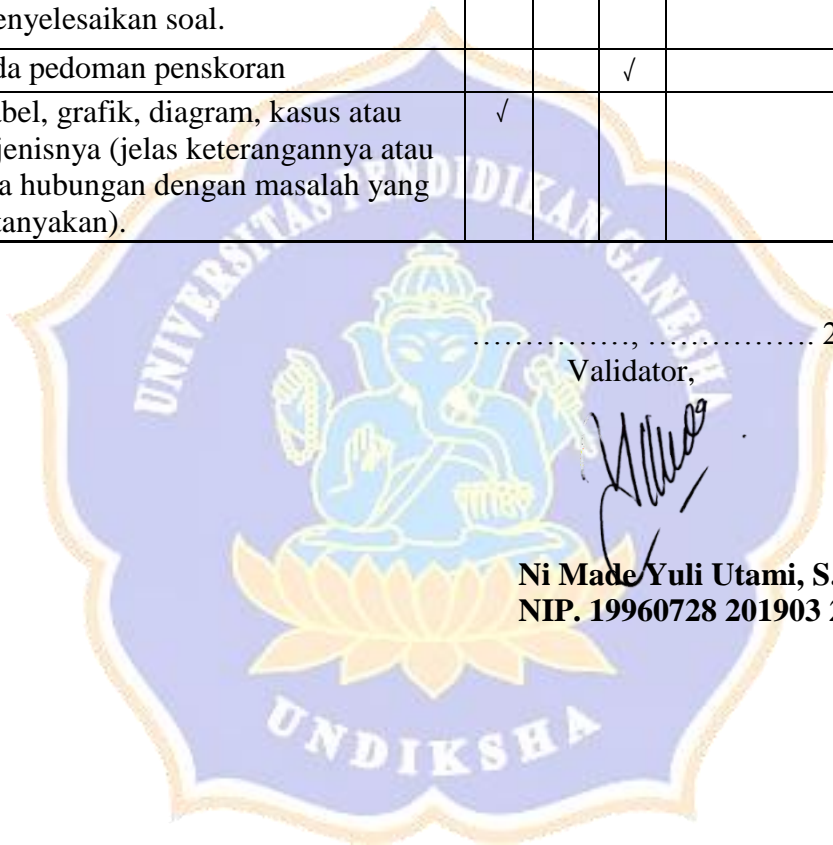 enyelesaikan soal.
da pedoman penskoran √
abel, grafik, diagram, kasus atau √
jenisnya (jelas keterangannya atau
a hubungan dengan masalah yang
tanyakan).
UNIVERSITAS PENDIDIKAN GANESHA
……………, ……………. 2
Validator,
Ni Made Yuli Utami, S.
NIP. 19960728 201903 2
UNDIKSHA